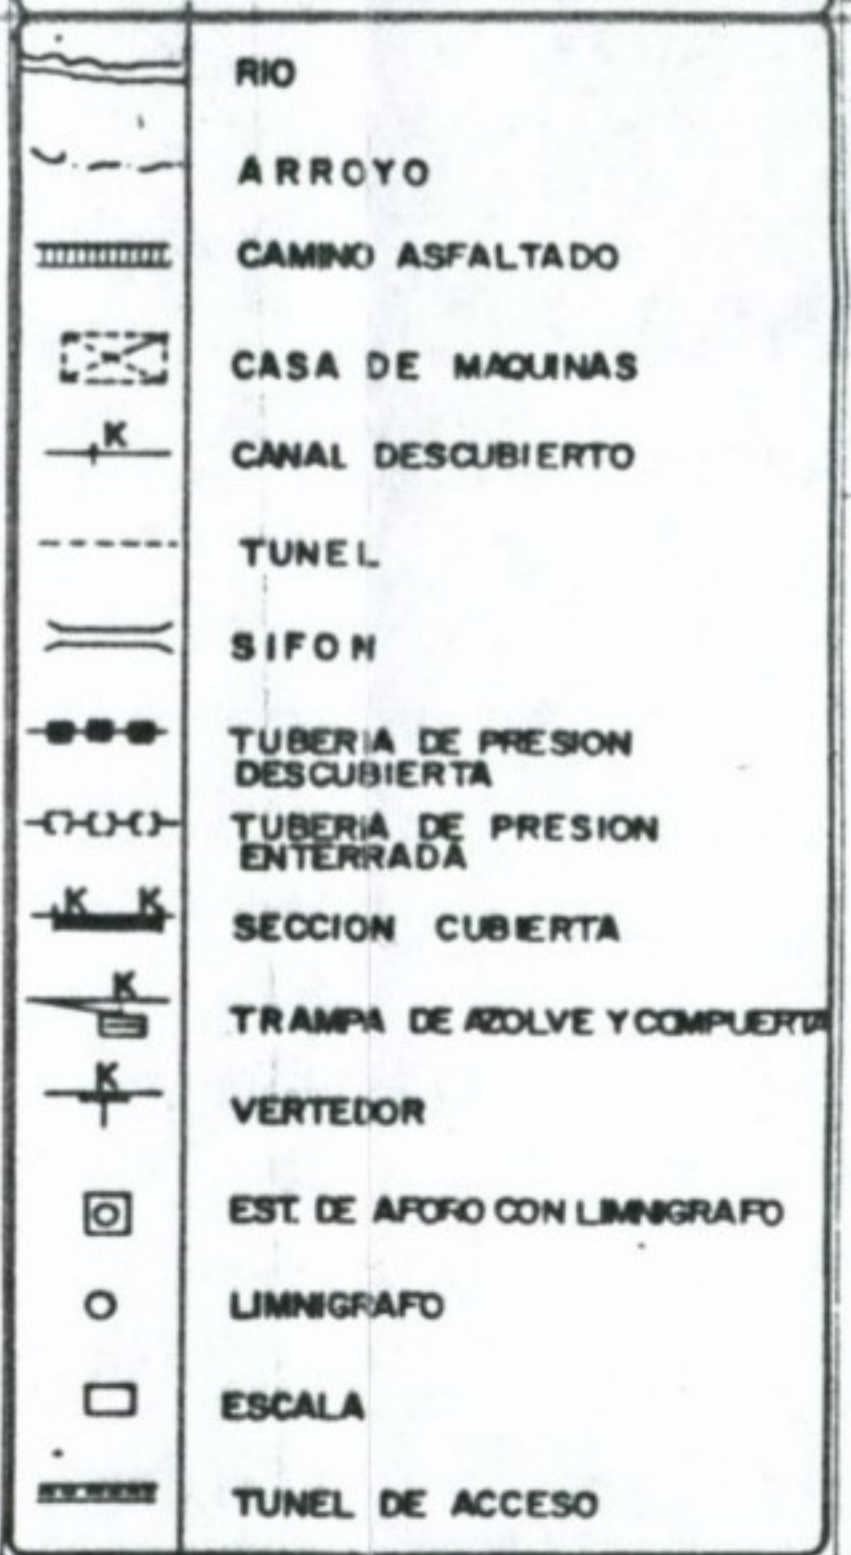 RIO
ARROYO
CAMINO ASFALTADO
CASA DE MAQUINAS
K
CANAL DESCUBIERTO
TUNEL
SIFON
TUBERIA DE PRESION
DESCUBIERTA
TUBERIA DE PRESION
ENTERRADA
K K
SECCION CUBIERTA
K
TRAMPA DE AZOLVE Y COMPUERTA
K
VERTEDOR
EST. DE AFORO CON LIMNIGRAFO
LIMNIGRAFO
ESCALA
TUNEL DE ACCESO